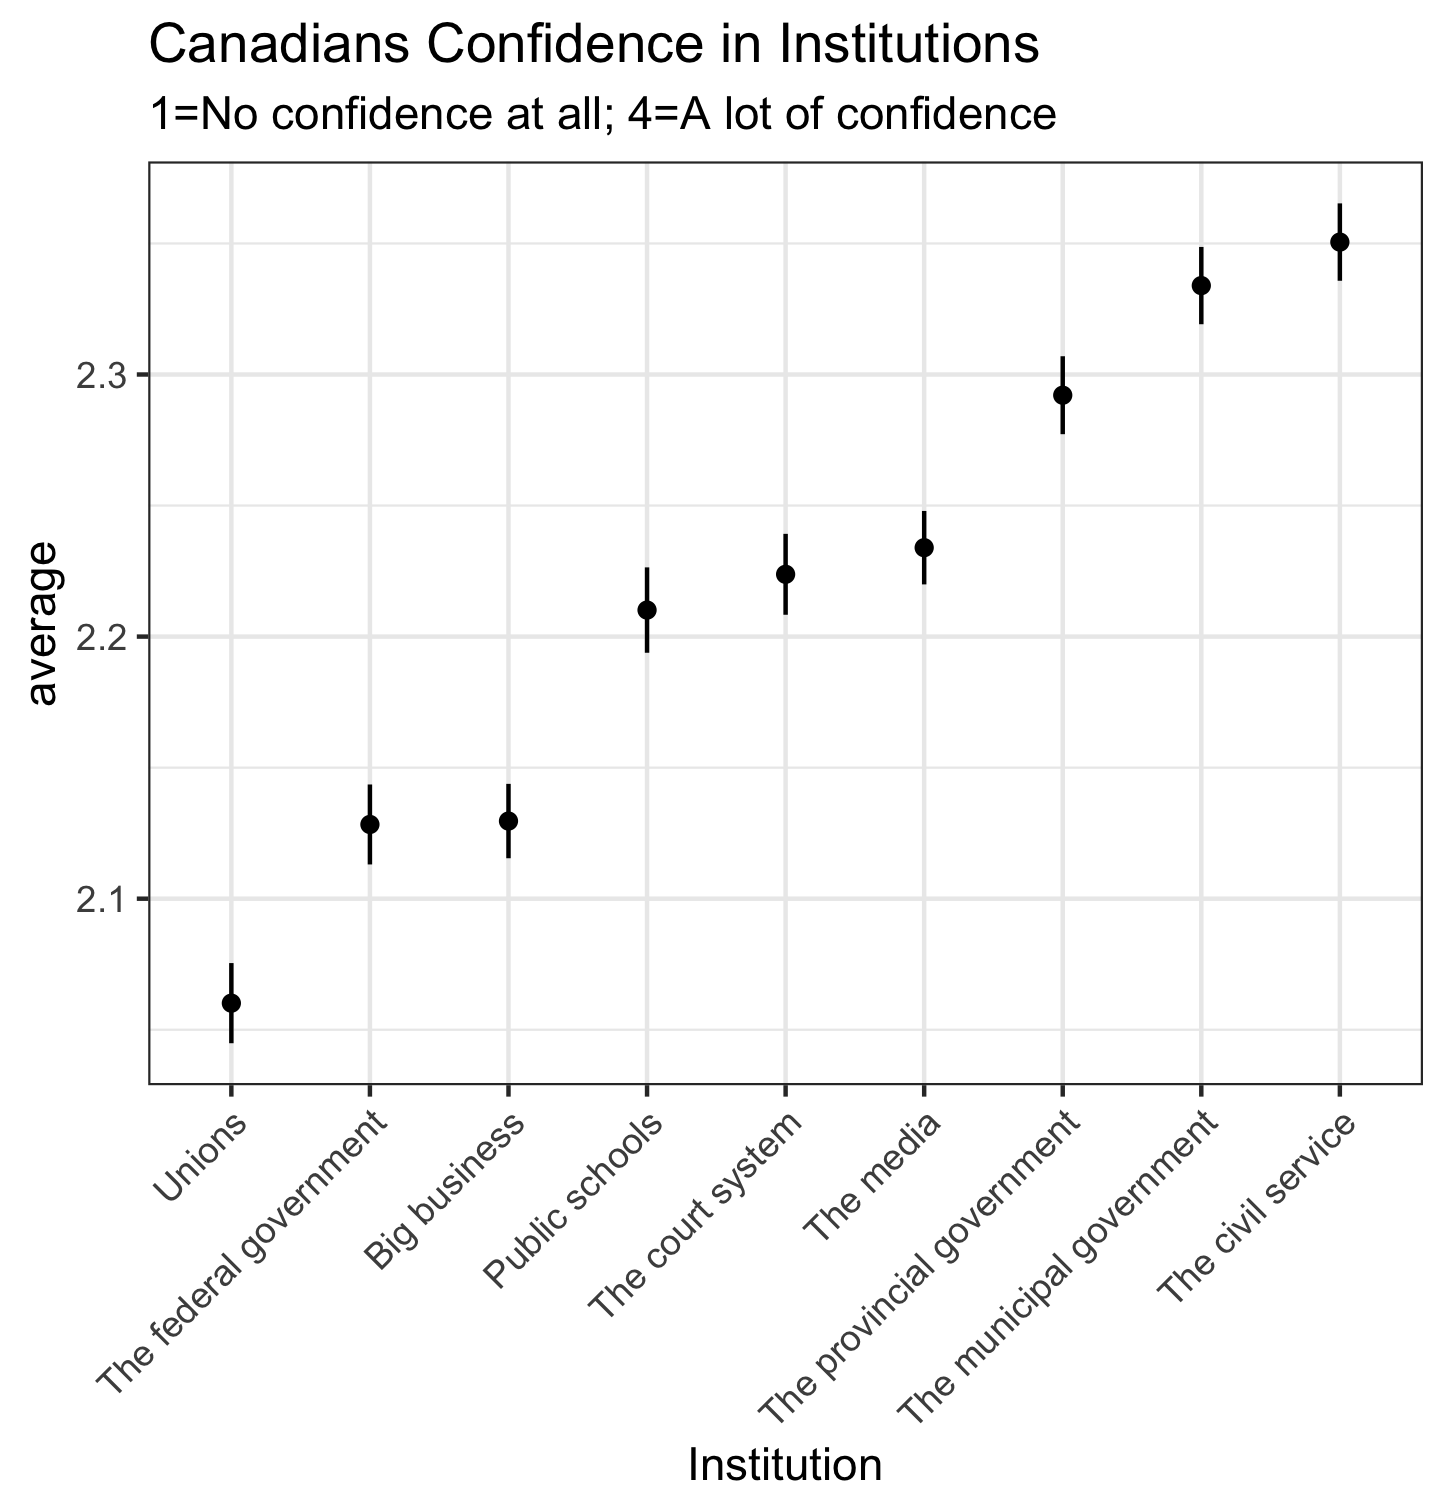 Canadians Confidence in Institutions
1=No confidence at all; 4=A lot of confidence
average
2.3
2.2
2.1
Unions
The federal government
Big business
Public schools
The court system
The media
The provincial government
The municipal government
The civil service
Institution